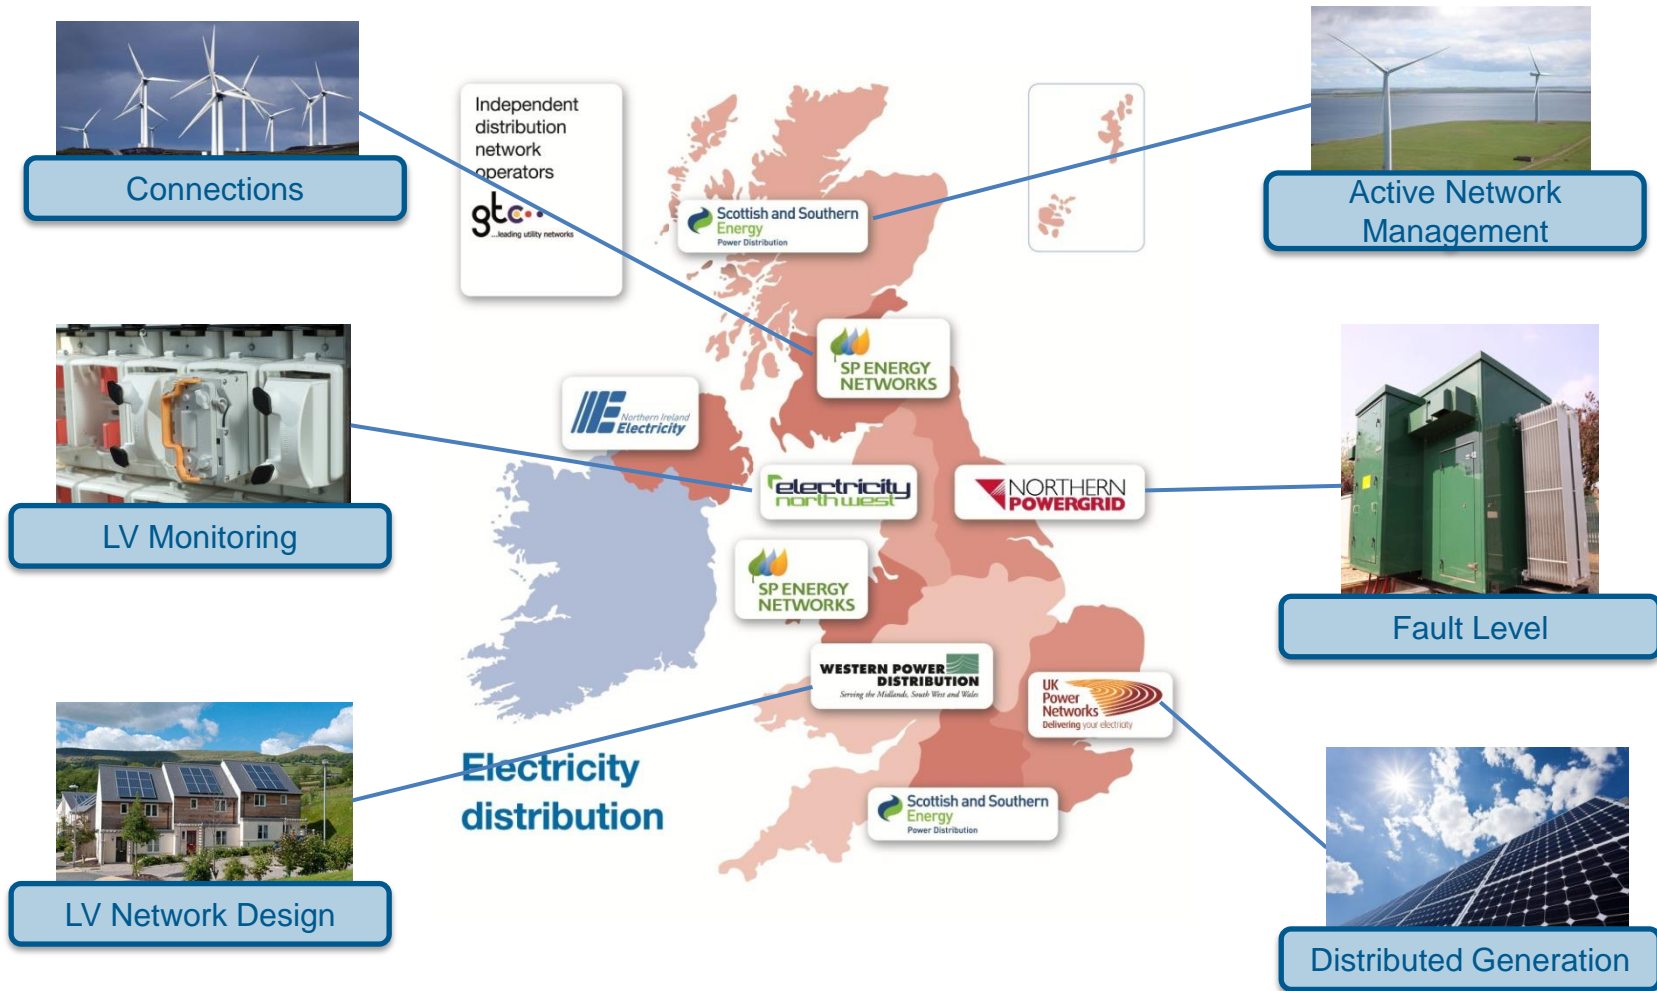 Connections
Independent
distribution
network
operators
gtc
...leading utility networks
Scottish and Southern
Energy
Power Distribution
Active Network
Management
SP ENERGY
NETWORKS
Northern Ireland
Electricity
LV Monitoring
electricity
north west
NORTHERN
POWERGRID
Fault Level
SP ENERGY
NETWORKS
WESTERN POWER
DISTRIBUTION
Serving the Midlands, South West and Wales
UK
Power
Networks
Delivering your electricity
LV Network Design
Electricity
distribution
Scottish and Southern
Energy
Power Distribution
Distributed Generation